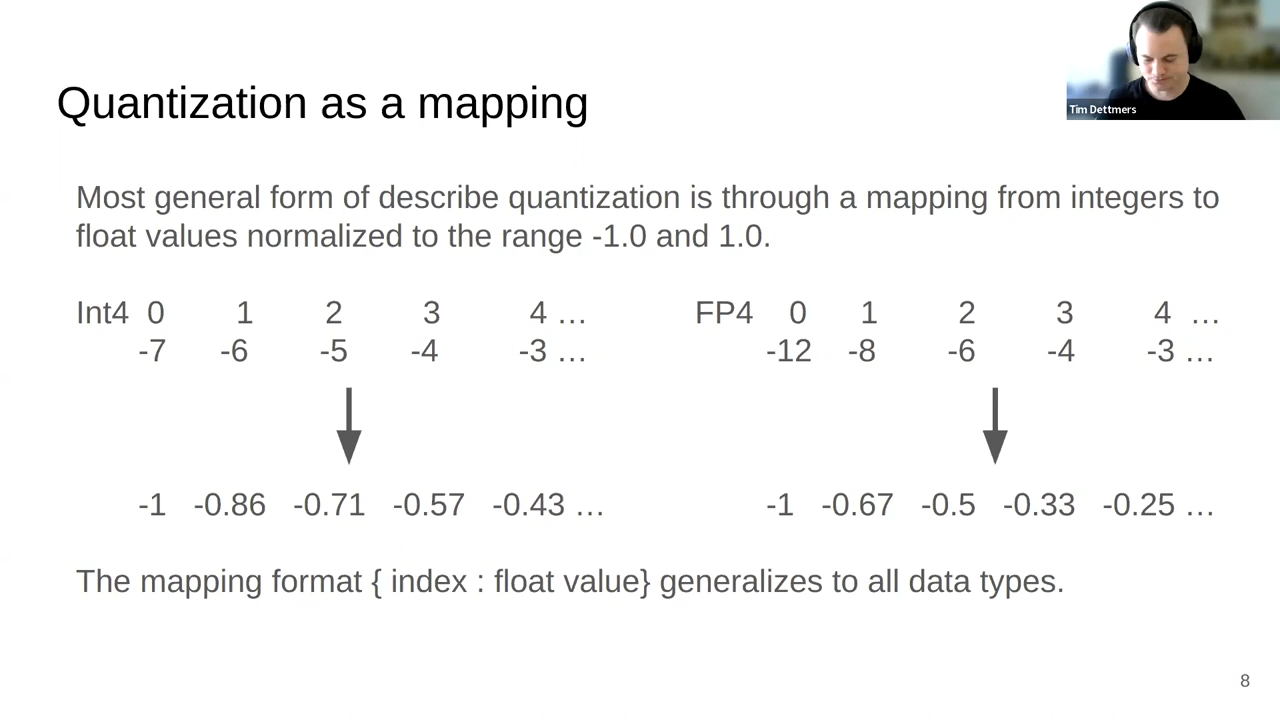 Quantization as a mapping
Tim Dettmers
Most general form of describe quantization is through a mapping from integers to
float values normalized to the range -1.0 and 1.0.
Int4 0 1 2 3 4 … FP4 0 1 2 3 4 …
-7 -6 -5 -4 -3 … -12 -8 -6 -4 -3 …
-1 -0.86 -0.71 -0.57 -0.43 … -1 -0.67 -0.5 -0.33 -0.25 …
The mapping format { index : float value} generalizes to all data types.
8